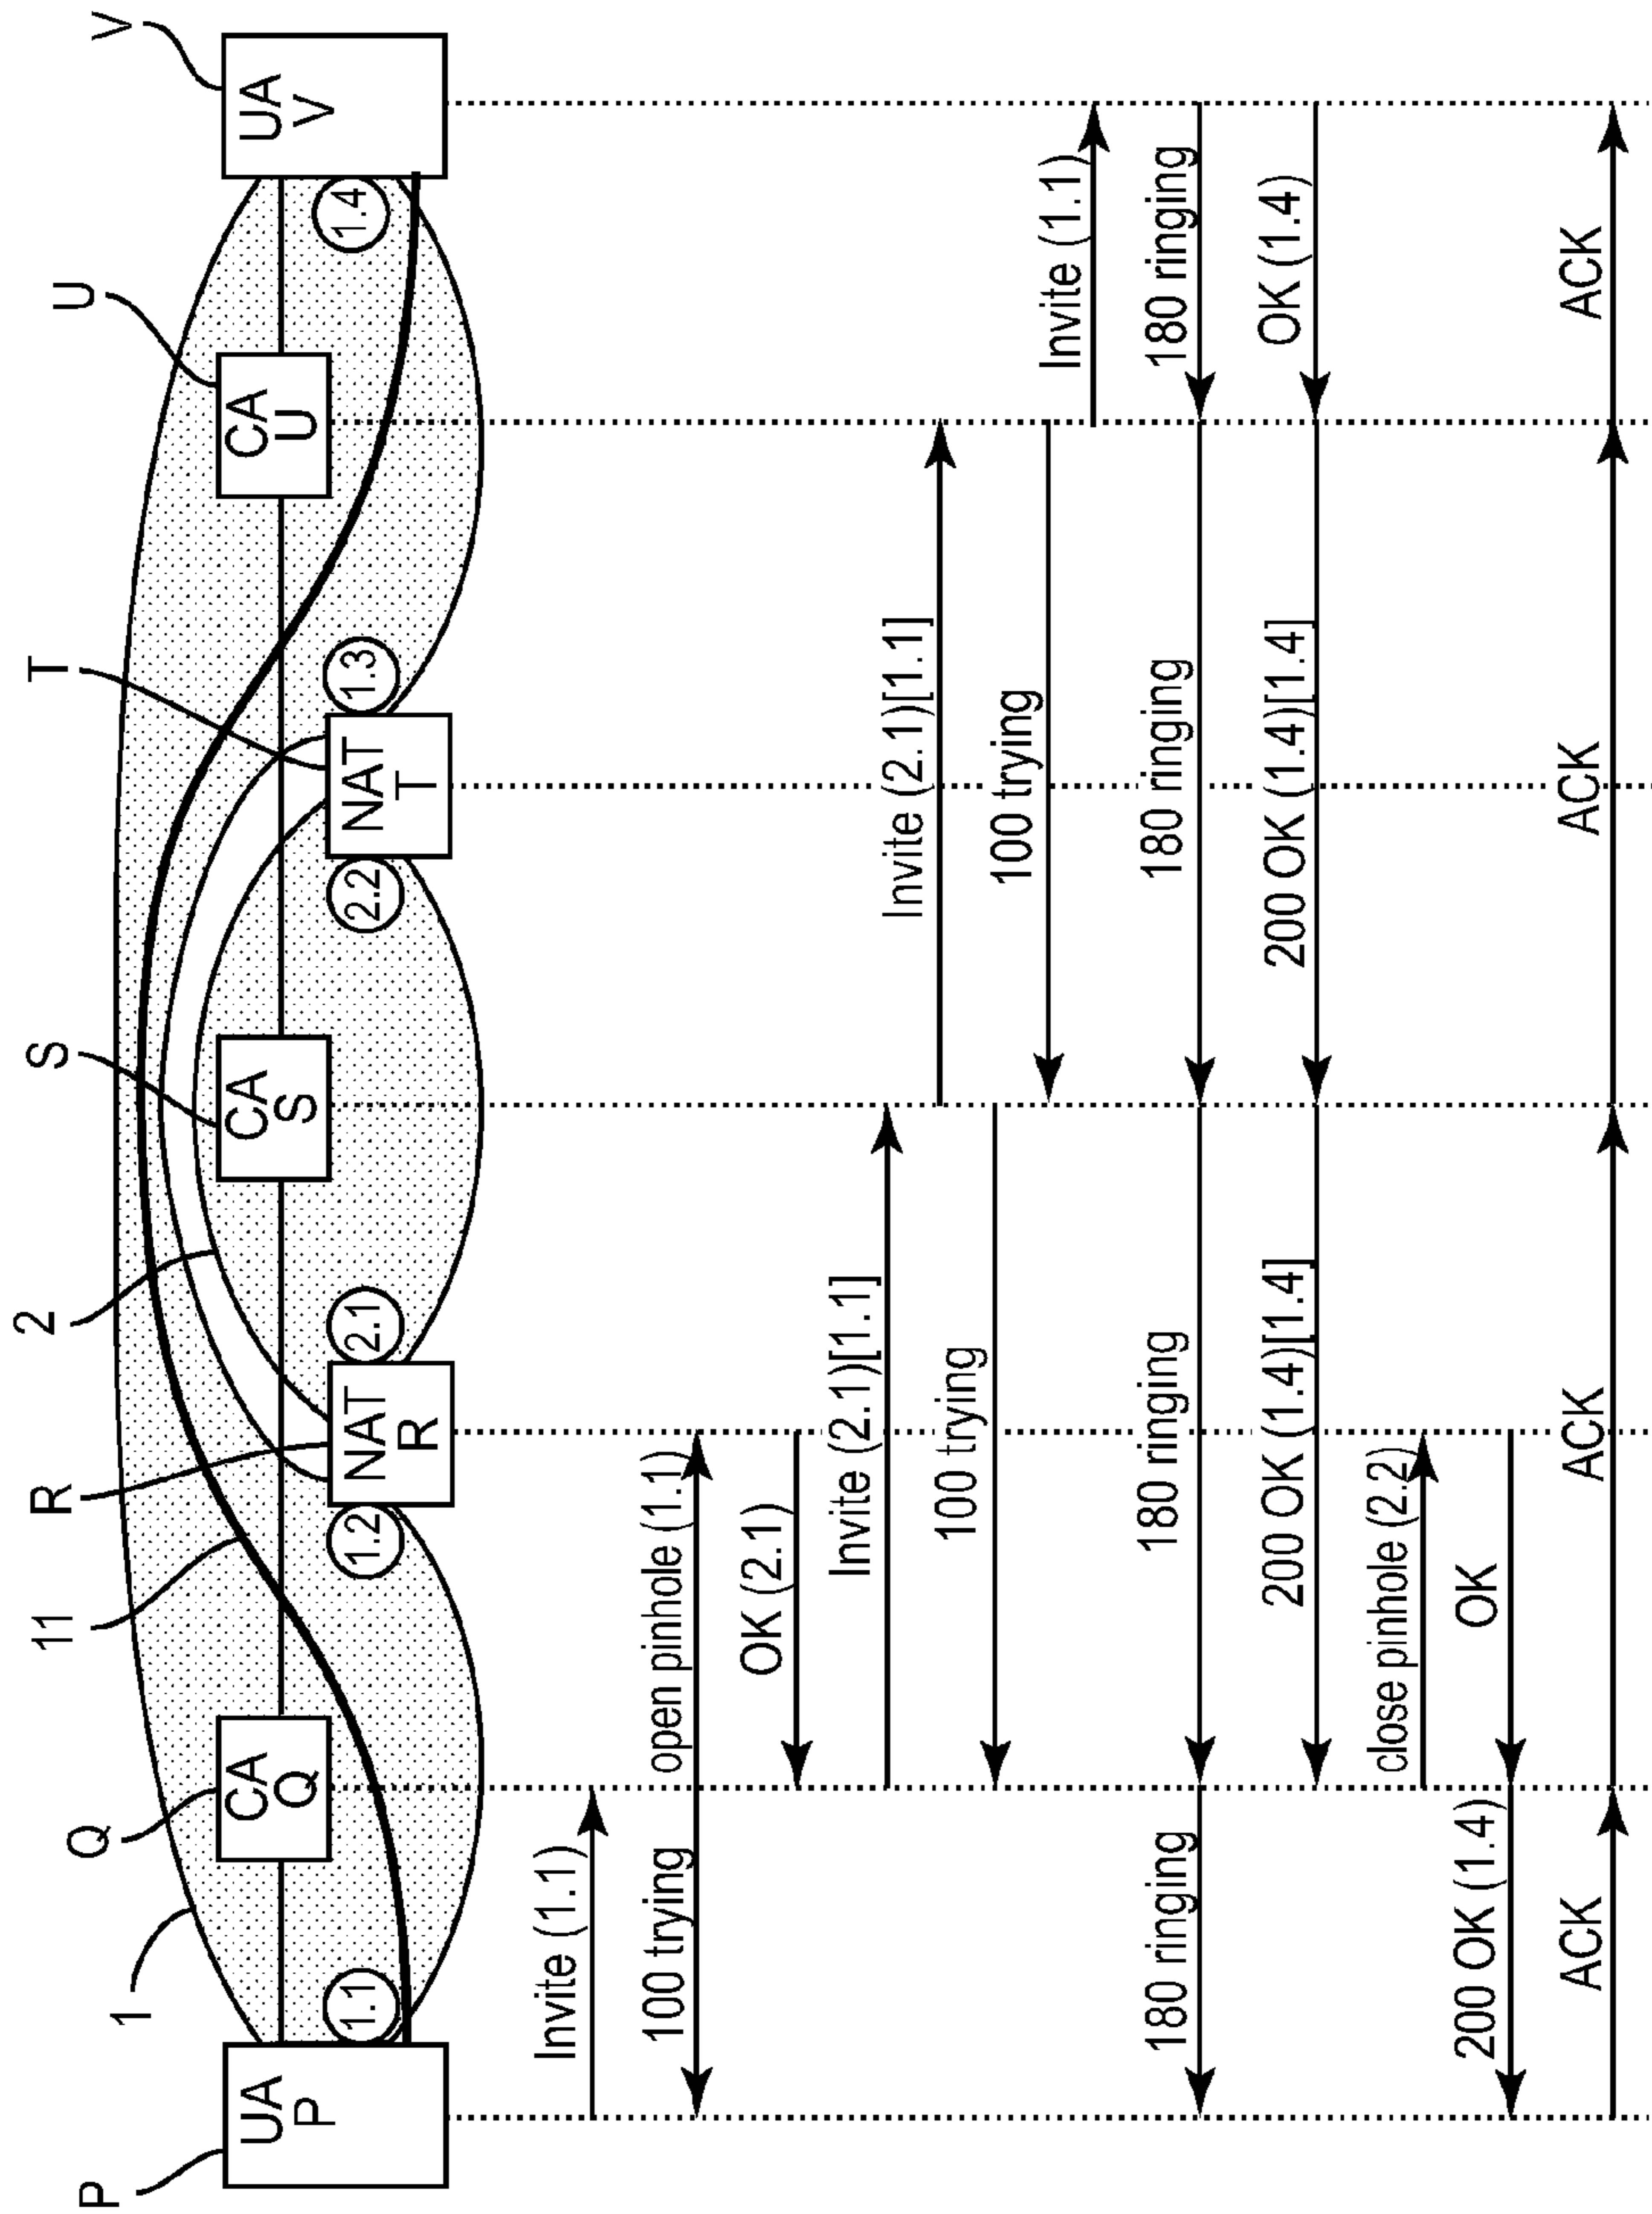 P
1
Q
11
R
2
S
T
U
V
UA
P
CA
Q
NAT
R
CA
S
NAT
T
CA
U
UA
V
1.1
1.2
2.1
2.2
1.3
1.4
Invite (1.1)
100 trying
open pinhole (1.1)
OK (2.1)
Invite (2.1)[1.1]
100 trying
Invite (2.1)[1.1]
100 trying
Invite (1.1)
180 ringing
180 ringing
180 ringing
180 ringing
200 OK (1.4)[1.4]
200 OK (1.4)[1.4]
OK (1.4)
close pinhole (2.2)
200 OK (1.4)
OK
ACK
ACK
ACK
ACK